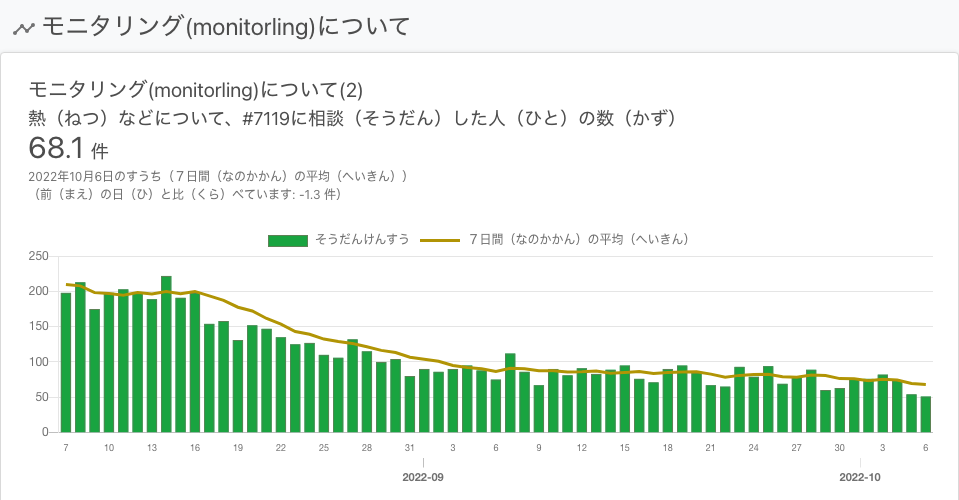 モニタリング(monitorling)について
モニタリング(monitorling)について(2)
熱（ねつ）などについて、#7119に相談（そうだん）した人（ひと）の数（かず）
68.1 件
2022年10月6日のすうち（７日間（なのかかん）の平均（へいきん））
（前（まえ）の日（ひ）と比（くら）べています: -1.3 件）
そうだんけんすう ７日間（なのかかん）の平均（へいきん）
250
200
150
100
50
0
7 10 13 16 19 22 25 28 31 3 6 9 12 15 18 21 24 27 30 3 6
2022-09 2022-10